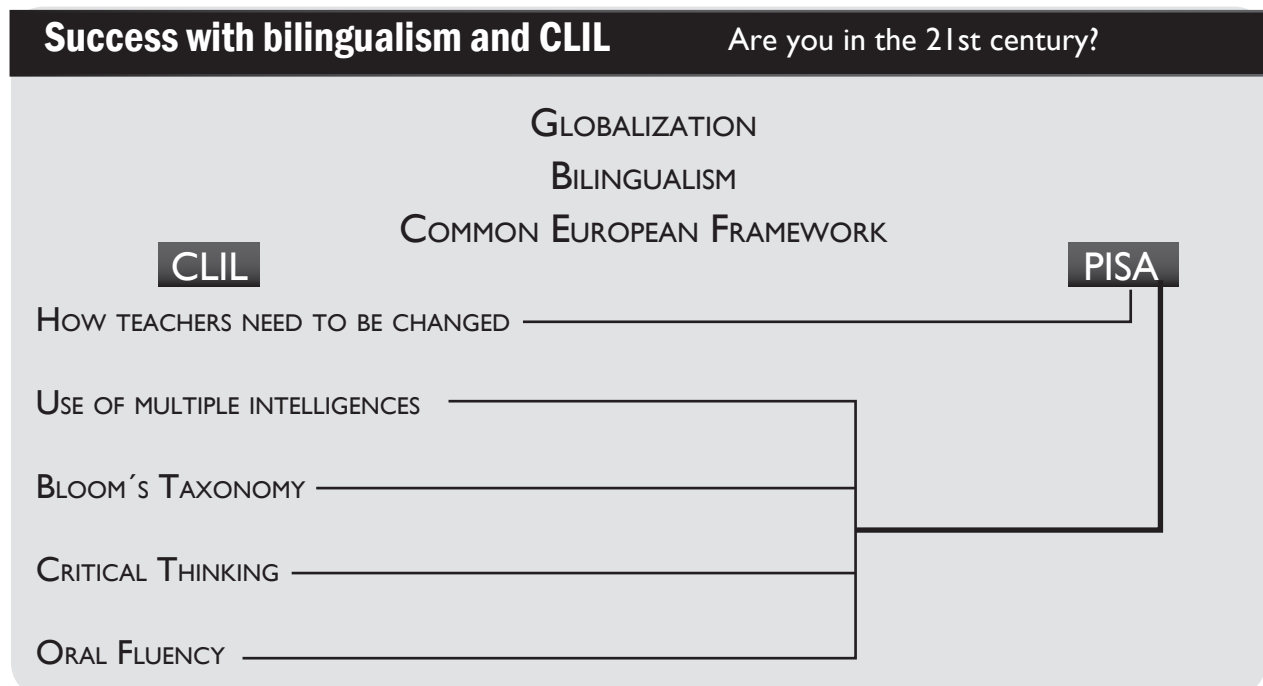 Success with bilingualism and CLIL Are you in the 21st century?
Globalization
Bilingualism
Common European Framework
CLIL PISA
How teachers need to be changed
Use of multiple intelligences
Bloom´s Taxonomy
Critical Thinking
Oral Fluency